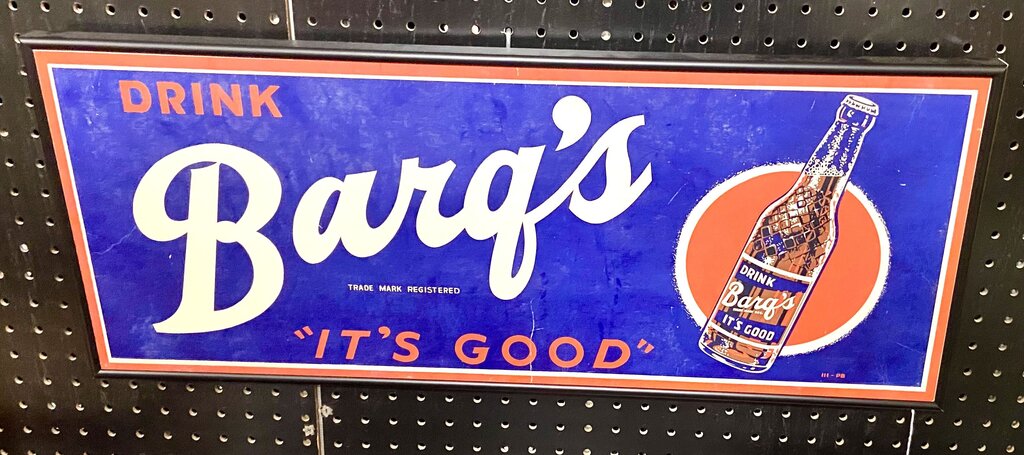 DRINK
Barq's
TRADE MARK REGISTERED
"IT'S GOOD"
DRINK
Barq's
IT'S GOOD
111-PB